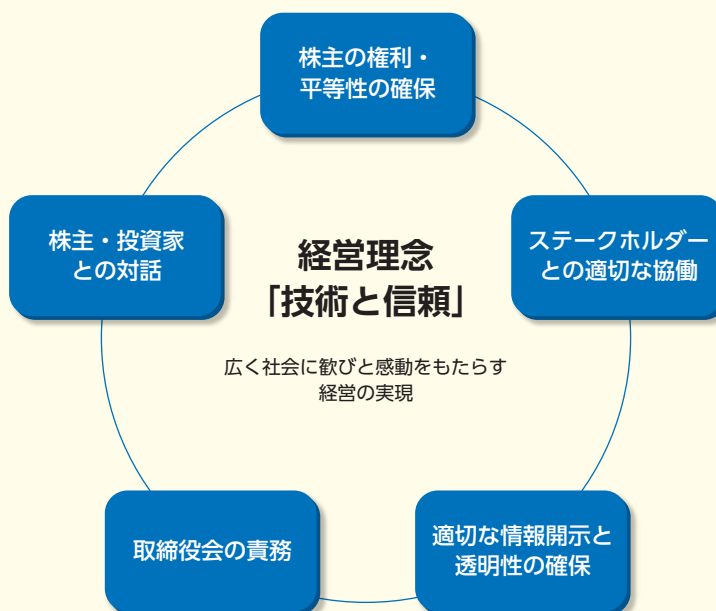 株主の権利・
平等性の確保
株主・投資家
との対話
経営理念
「技術と信頼」
広く社会に歓びと感動をもたらす
経営の実現
ステークホルダー
との適切な協働
取締役会の責務
適切な情報開示と
透明性の確保